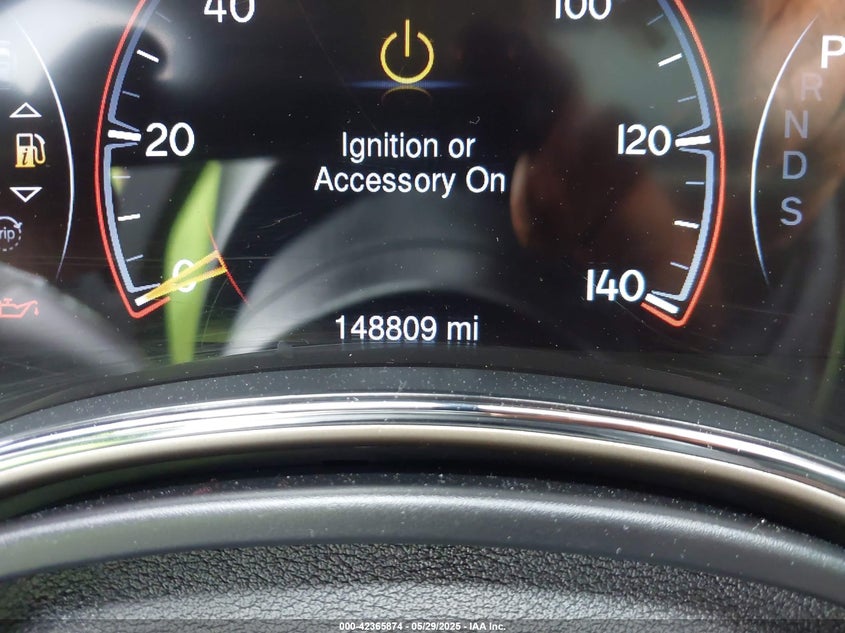 40
100
P
R
20
120
N
Ignition or
Accessory On
D
S
rip
0
140
148809 mi
000-42365874 - 05/29/2025 - IAA Inc.